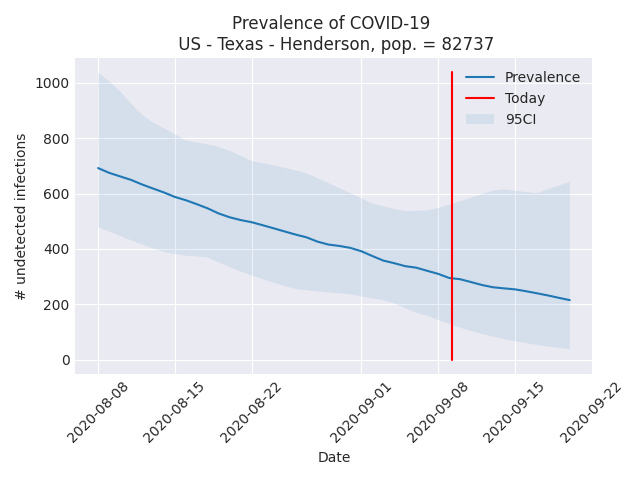 Prevalence of COVID-19
US - Texas - Henderson, pop. = 82737
Prevalence
Today
95CI
# undetected infections
1000
800
600
400
200
0
2020-08-08
2020-08-15
2020-08-22
2020-09-01
2020-09-08
2020-09-15
2020-09-22
Date